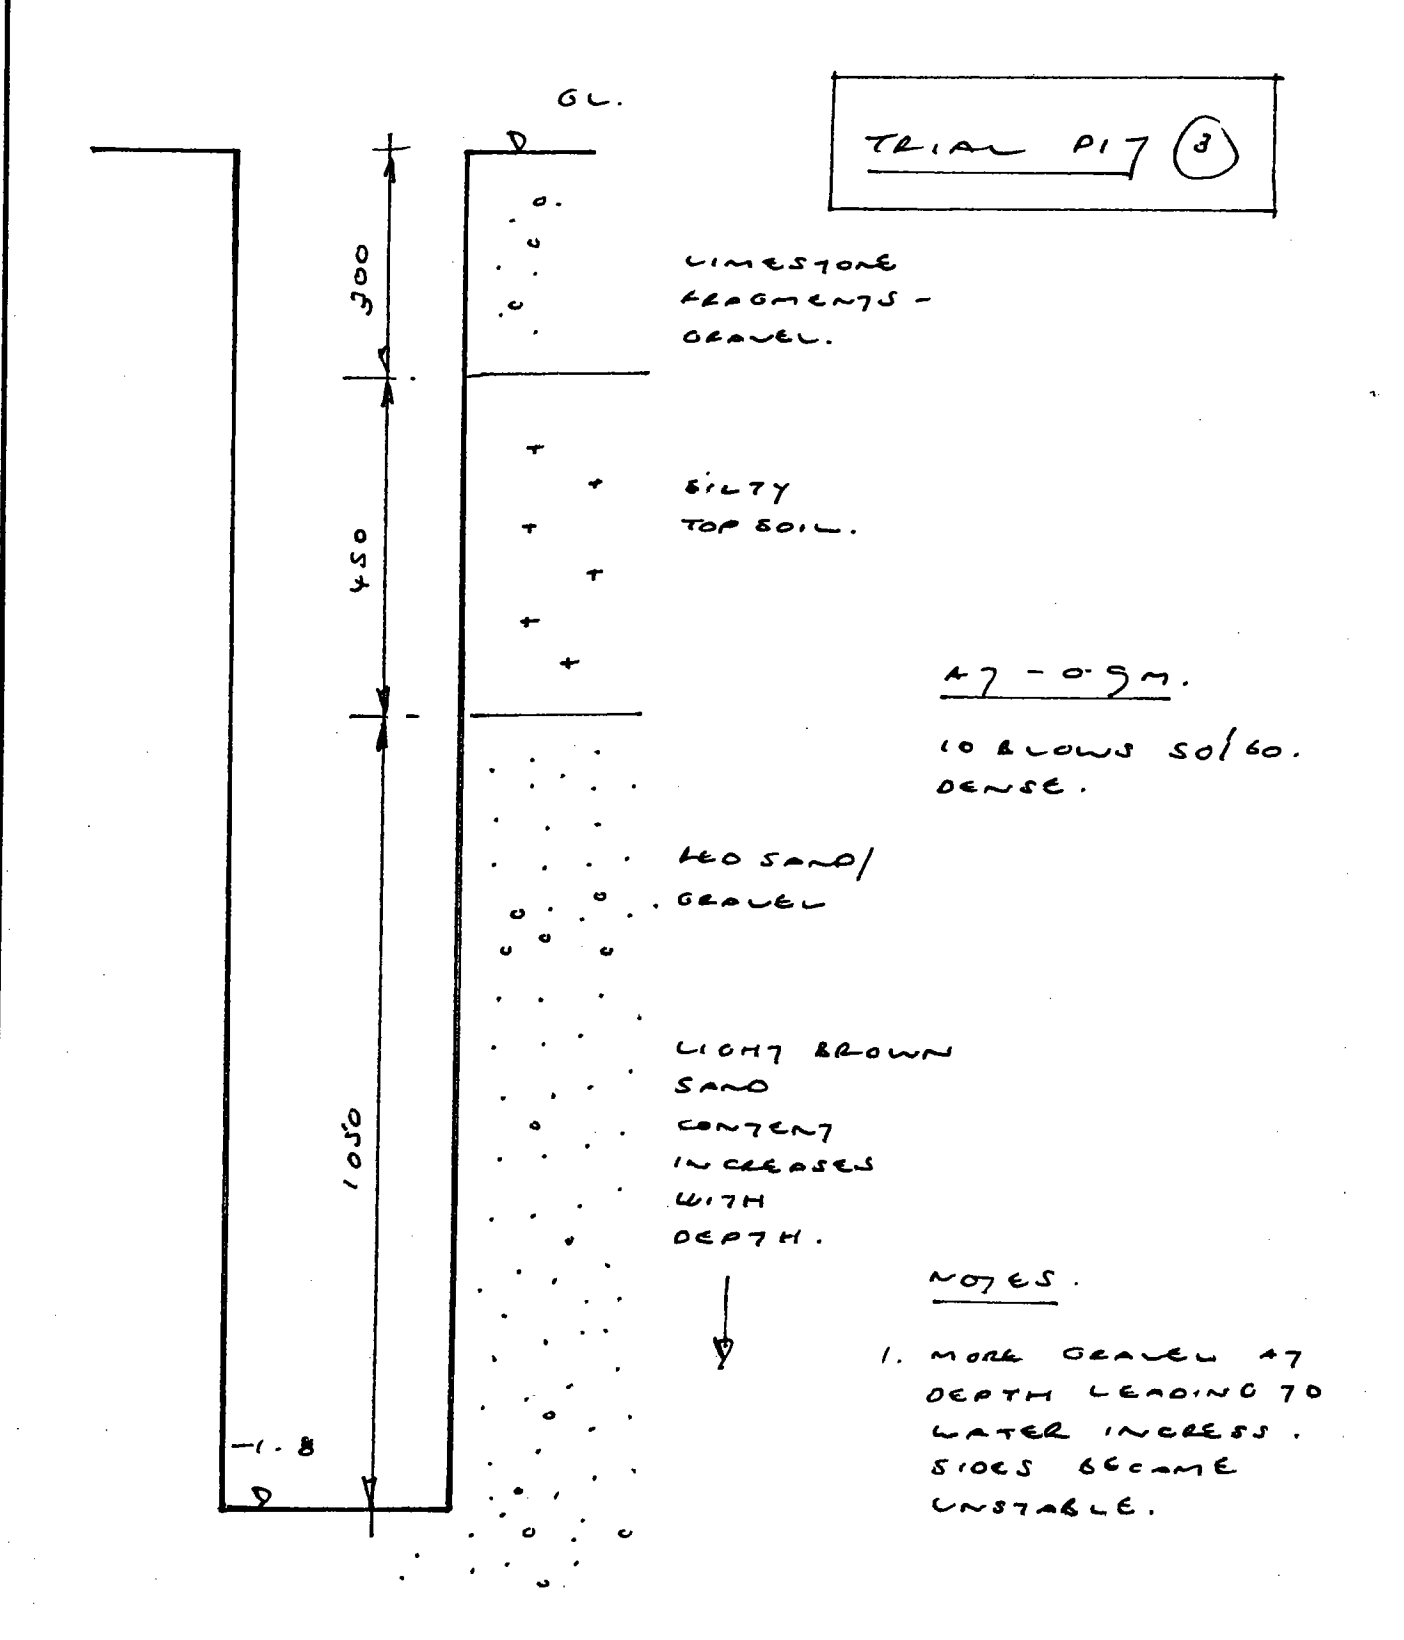 GL.
TRIAL PIT 3
300
LIMESTONE
FRAGMENTS -
GRAVEL.
450
SILTY
TOP SOIL.
AT - 0.9M.
10 BLOWS 50/60.
DENSE.
RED SAND/
GRAVEL
1050
LIGHT BROWN
SAND
CONTENT
INCREASES
WITH
DEPTH.
-1.8
NOTES.
1. MORE GRAVEL AT
DEPTH LEADING TO
WATER INGRESS.
SIDES BECAME
UNSTABLE.